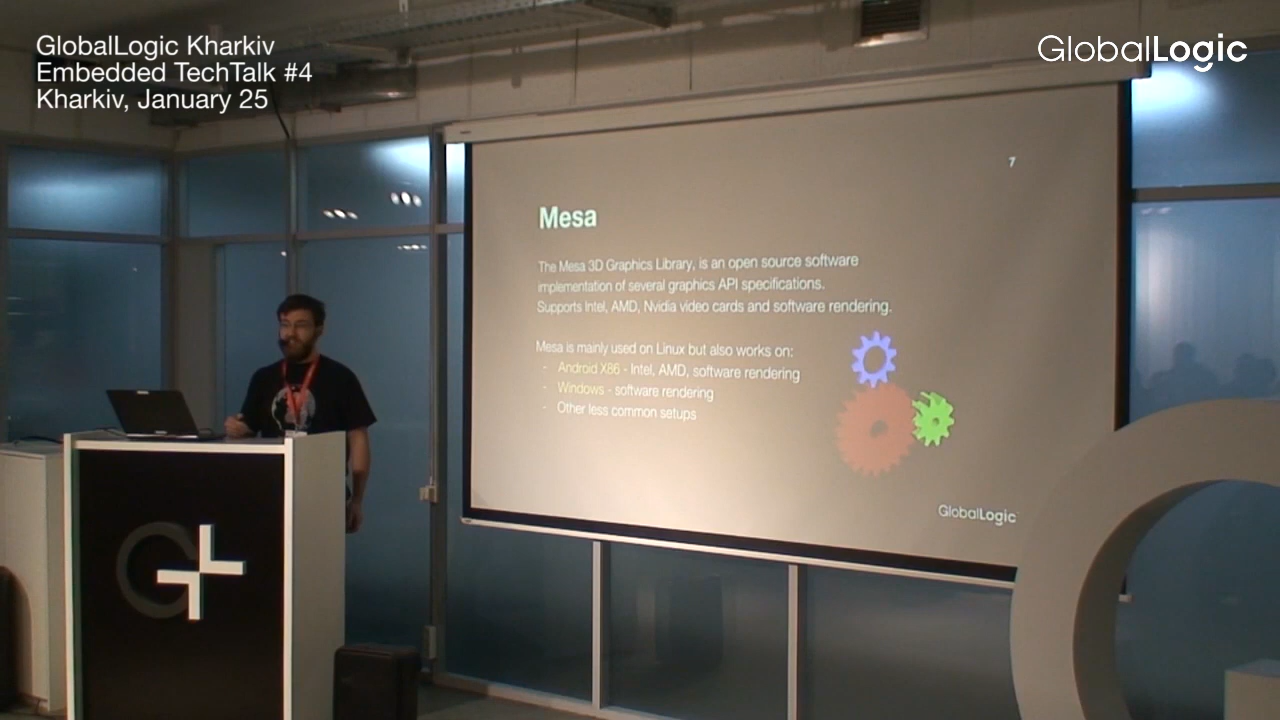 GlobalLogic Kharkiv
Embedded TechTalk #4
Kharkiv, January 25
GlobalLogic
7
Mesa
The Mesa 3D Graphics Library, is an open source software
implementation of several graphics API specifications.
Supports Intel, AMD, Nvidia video cards and software rendering.
Mesa is mainly used on Linux but also works on:
- Android X86 - Intel, AMD, software rendering
- Windows - software rendering
- Other less common setups
GlobalLogic
GL